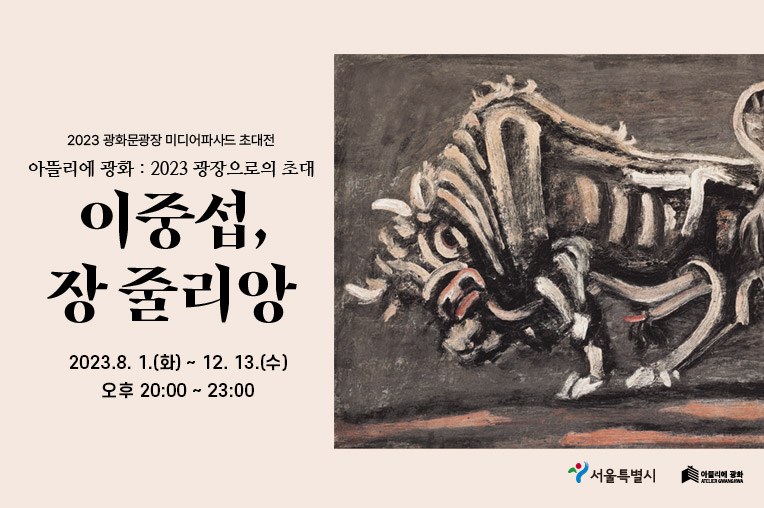 2023 광화문광장 미디어파사드 초대전
아뜰리에 광화 : 2023 광장으로의 초대
이중섭,
장 줄리앙
2023.8. 1.(화) ~ 12. 13.(수)
오후 20:00 ~ 23:00
서울특별시
아뜰리에 광화
ATELIER GWANGHWA